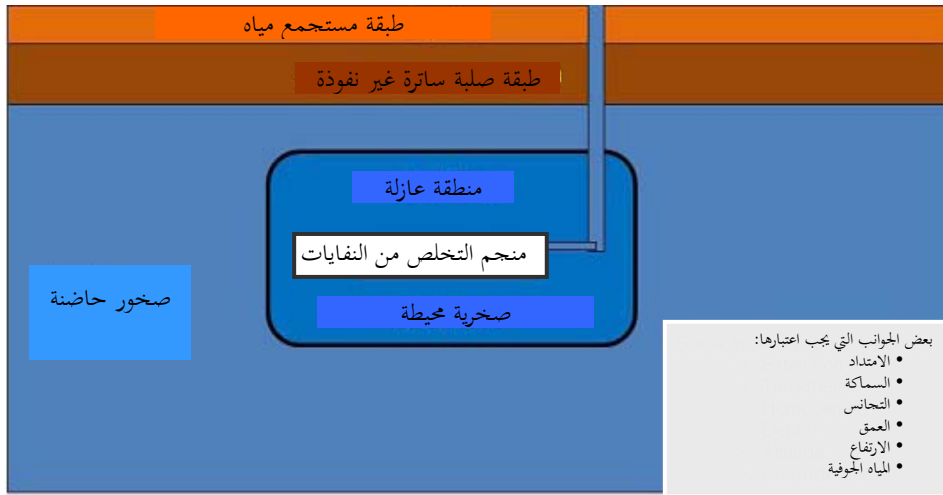 طبقة مستجمع مياه
طبقة صلبة ساترة غير نفوذة
منطقة عازلة
منجم التخلص من النفايات
صخرية محيطة
صخور حاضنة
بعض الجوانب التي يجب اعتبارها:
• الامتداد
• السماكة
• التجانس
• العمق
• الارتفاع
• المياه الجوفية